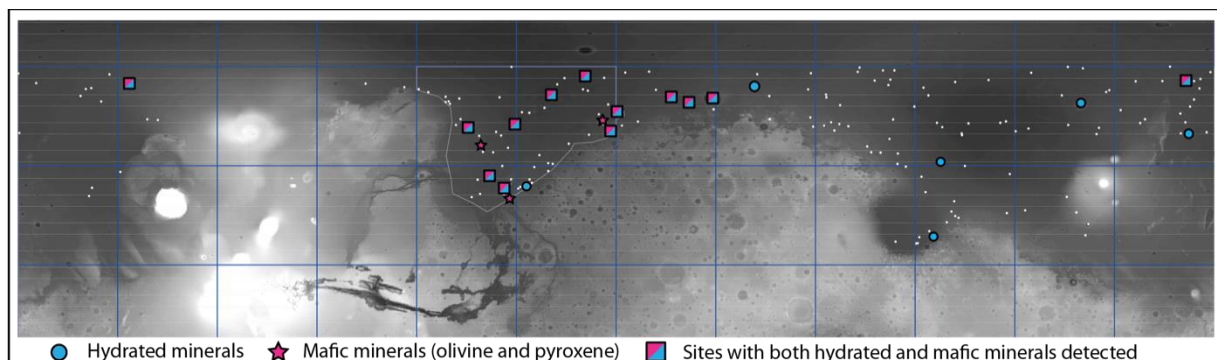 Hydrated minerals Mafic minerals (olivine and pyroxene) Sites with both hydrated and mafic minerals detected